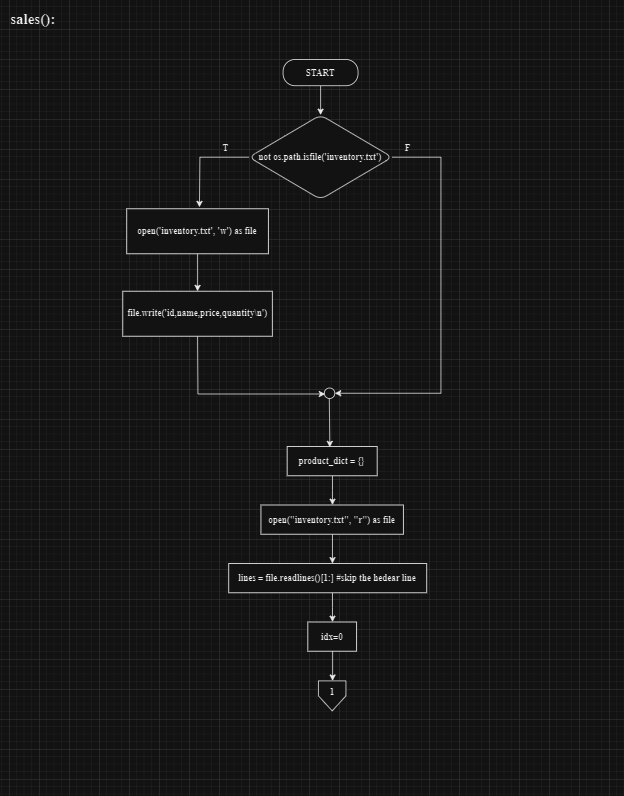 sales():
START
T
F
not os.path.isfile('inventory.txt')
open('inventory.txt', 'w') as file
file.write('id,name,price,quantity\n')
product_dict = {}
open("inventory.txt", "r") as file
lines = file.readlines()[1:] #skip the hedear line
idx=0
1